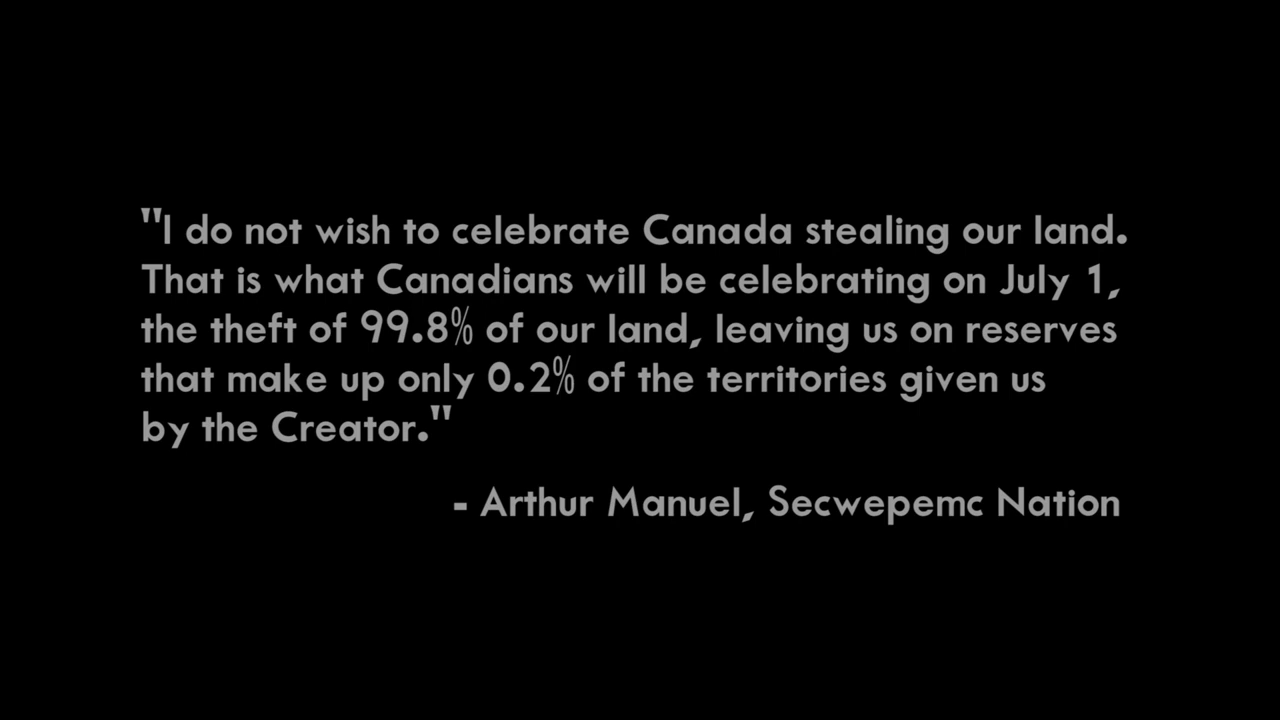 "I do not wish to celebrate Canada stealing our land.
That is what Canadians will be celebrating on July 1,
the theft of 99.8% of our land, leaving us on reserves
that make up only 0.2% of the territories given us
by the Creator."
- Arthur Manuel, Secwepemc Nation